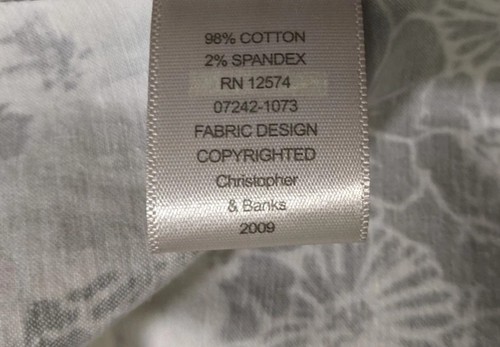 98% COTTON
2% SPANDEX
RN 12574
07242-1073
FABRIC DESIGN
COPYRIGHTED
Christopher
& Banks
2009